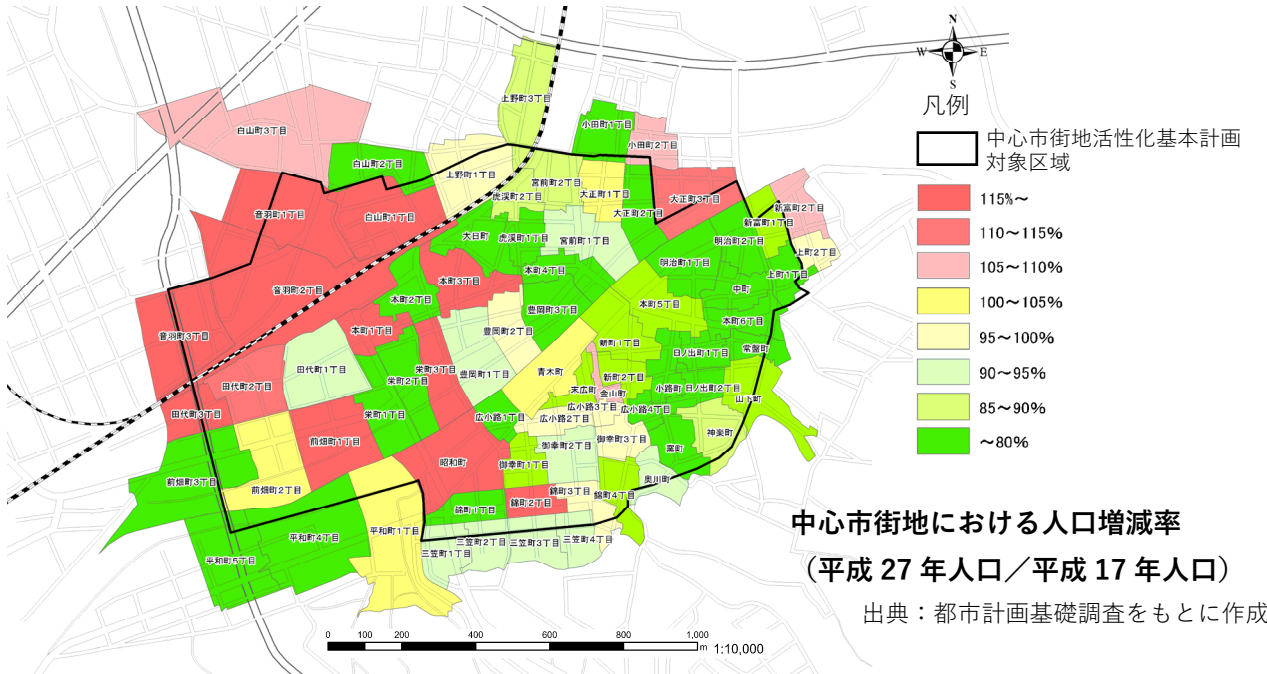 N
W
E
S
凡例
中心市街地活性化基本計画
対象区域
115%～
110～115%
105～110%
100～105%
95～100%
90～95%
85～90%
～80%
上野町3丁目
小田町1丁目
白山町3丁目
小田町2丁目
白山町2丁目
上野町1丁目
宮前町2丁目
虎渓町2丁目
大正町1丁目
大正町3丁目
大正町2丁目
新富町2丁目
新富町1丁目
音羽町1丁目
白山町1丁目
大日町
虎渓町1丁目
宮前町1丁目
明治町2丁目
上町2丁目
明治町1丁目
本町4丁目
上町1丁目
本町3丁目
音羽町2丁目
中町
本町2丁目
本町5丁目
豊岡町3丁目
本町6丁目
本町1丁目
豊岡町2丁目
音羽町3丁目
朝町1丁目
日ノ出町1丁目
常盤町
田代町1丁目
栄町3丁目
豊岡町1丁目
青木町
新町2丁目
栄町2丁目
田代町2丁目
末広町
金山町
小路町
日ノ出町2丁目
山下町
田代町3丁目
栄町1丁目
広小路1丁目
広小路3丁目
広小路4丁目
広小路2丁目
前畑町1丁目
御幸町2丁目
御幸町3丁目
神楽町
窯町
昭和町
御幸町1丁目
前畑町3丁目
奥川町
前畑町2丁目
錦町3丁目
錦町4丁目
錦町2丁目
錦町1丁目
平和町1丁目
平和町4丁目
三笠町1丁目
三笠町2丁目
三笠町3丁目
三笠町4丁目
平和町5丁目
中心市街地における人口増減率
（平成 27 年人口／平成 17 年人口）
出典：都市計画基礎調査をもとに作成
0 100 200 400 600 800 1,000
m 1:10,000